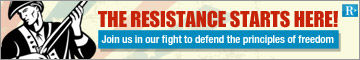 THE RESISTANCE STARTS HERE!
Join us in our fight to defend the principles of freedom
R